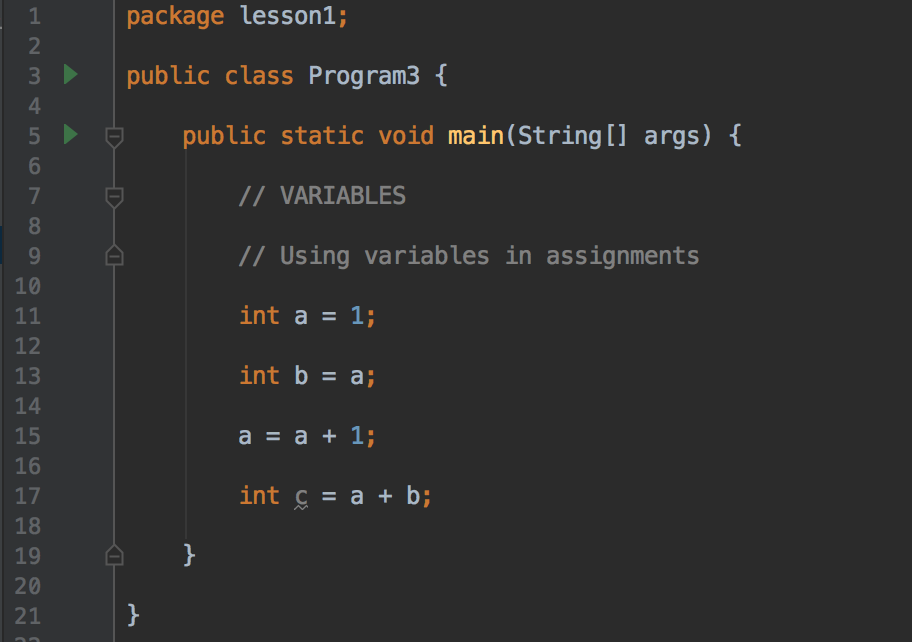 1 package lesson1;
2
3 public class Program3 {
4
5 public static void main(String[] args) {
6
7 // VARIABLES
8
9 // Using variables in assignments
10
11 int a = 1;
12
13 int b = a;
14
15 a = a + 1;
16
17 int c = a + b;
18
19 }
20
21 }